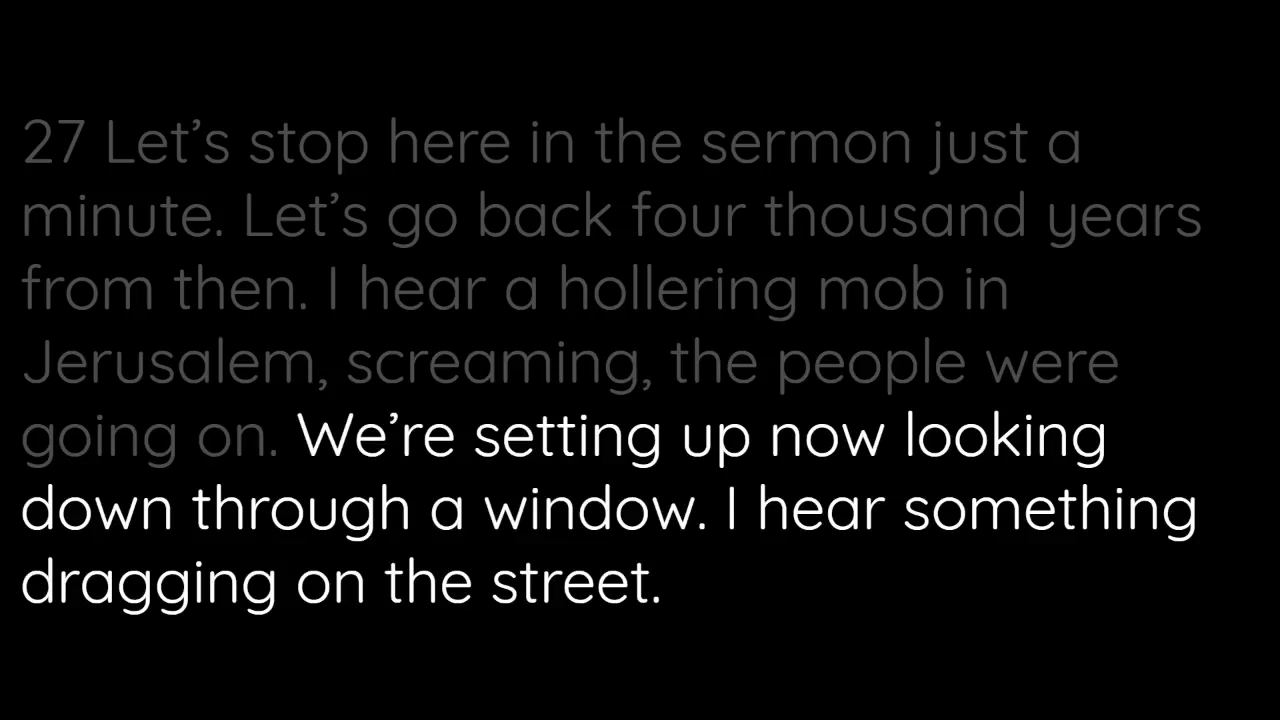 27 Let’s stop here in the sermon just a
minute. Let’s go back four thousand years
from then. I hear a hollering mob in
Jerusalem, screaming, the people were
going on. We’re setting up now looking
down through a window. I hear something
dragging on the street.